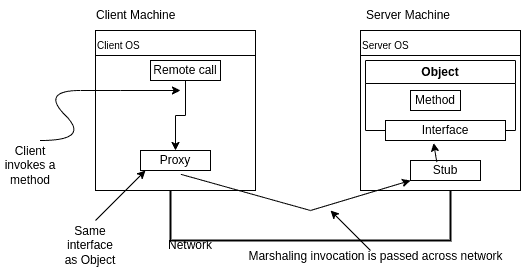 Client Machine
Server Machine
Client OS
Server OS
Remote call
Object
Method
Interface
Client
invokes a
method
Proxy
Stub
Same
interface
as Object
Network
Marshaling invocation is passed across network